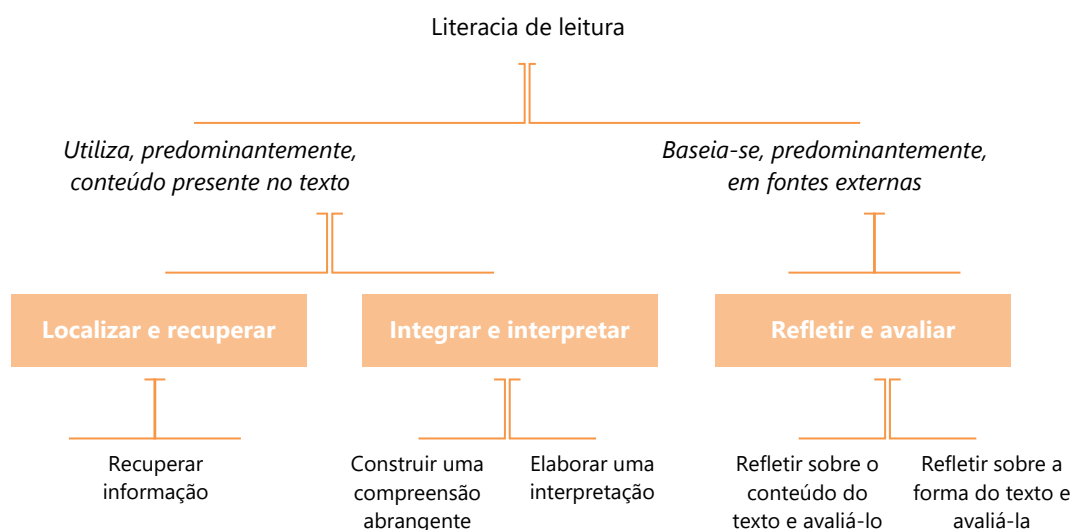 Literacia de leitura
Utiliza, predominantemente,
conteúdo presente no texto
Baseia-se, predominantemente,
em fontes externas
Localizar e recuperar
Integrar e interpretar
Refletir e avaliar
Recuperar
informação
Construir uma
compreensão
abrangente
Elaborar uma
interpretação
Refletir sobre o
conteúdo do
texto e avaliá-lo
Refletir sobre a
forma do texto e
avaliá-la